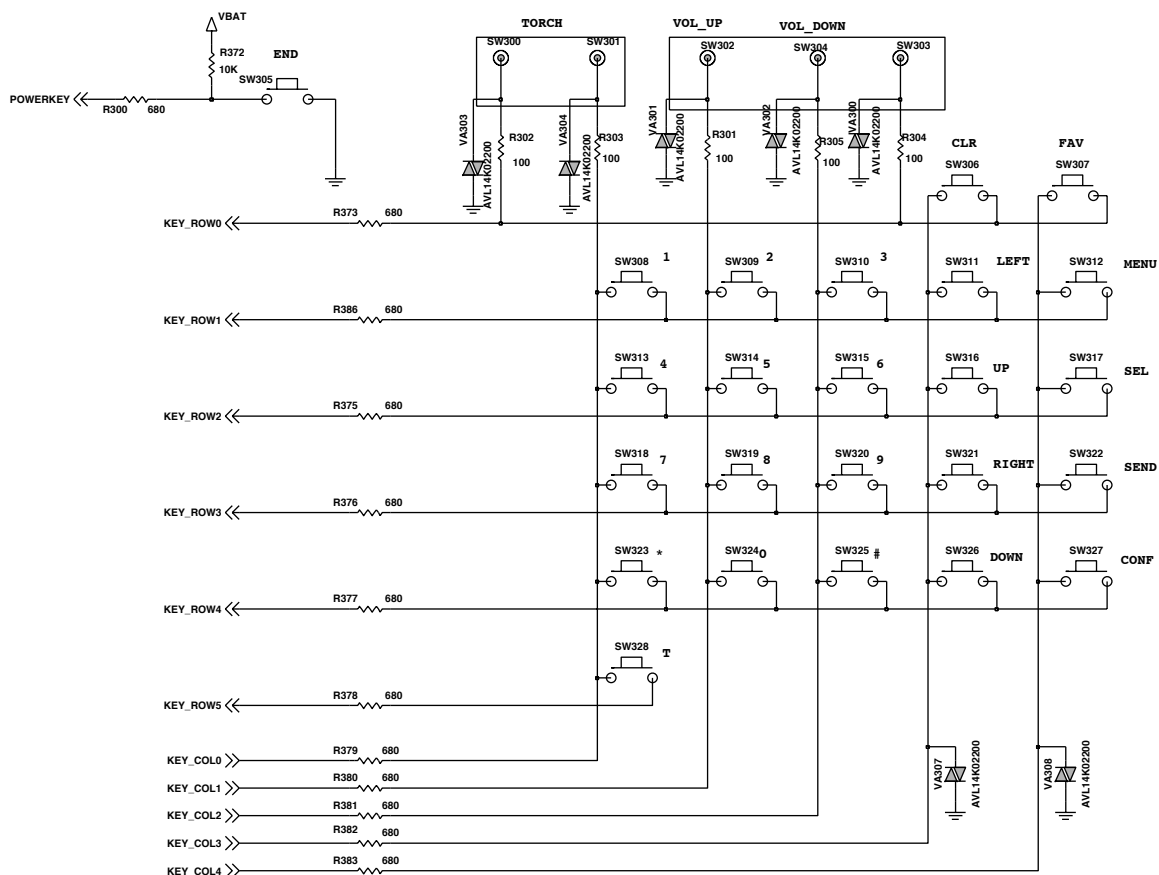 VBAT
TORCH
VOL_UP
VOL_DOWN
SW300
SW301
SW302
SW304
SW303
R372
10K
END
SW305
POWERKEY
R300
680
VA303
AVL14K02200
R302
100
VA304
AVL14K02200
R303
100
VA301
AVL14K02200
R301
100
VA302
AVL14K02200
R305
100
VA300
AVL14K02200
R304
100
CLR
SW306
FAV
SW307
KEY_ROW0
R373
680
SW308
1
SW309
2
SW310
3
SW311
LEFT
SW312
MENU
KEY_ROW1
R386
680
SW313
4
SW314
5
SW315
6
SW316
UP
SW317
SEL
KEY_ROW2
R375
680
SW318
7
SW319
8
SW320
9
SW321
RIGHT
SW322
SEND
KEY_ROW3
R376
680
SW323
*
SW324
0
SW325
#
SW326
DOWN
SW327
CONF
KEY_ROW4
R377
680
SW328
T
KEY_ROW5
R378
680
KEY_COL0
R379
680
KEY_COL1
R380
680
KEY_COL2
R381
680
KEY_COL3
R382
680
KEY_COL4
R383
680
VA307
AVL14K02200
VA308
AVL14K02200